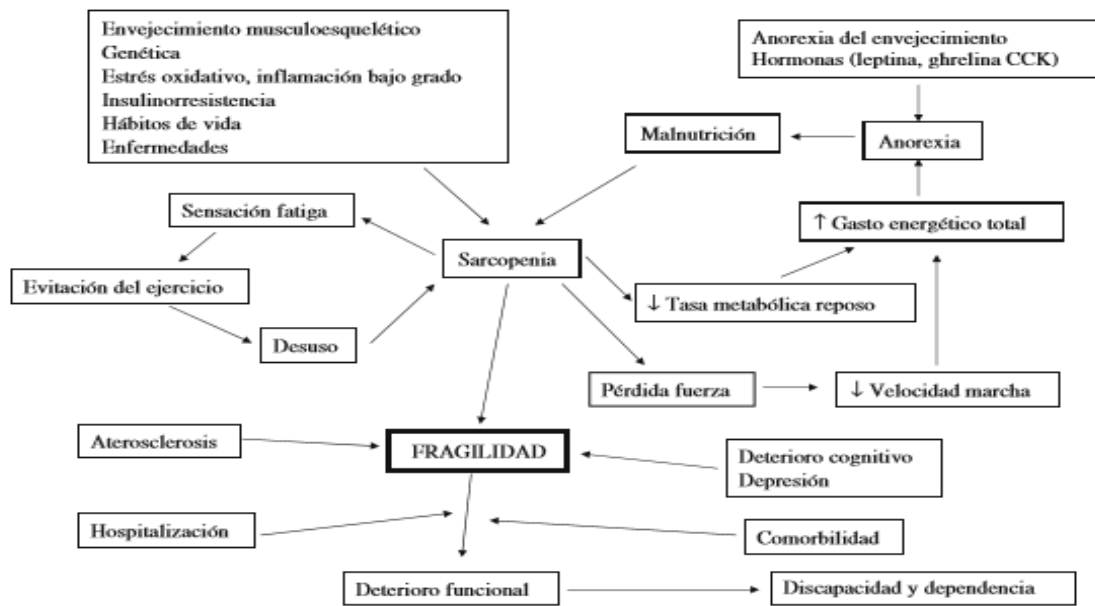 Envejecimiento musculoesquelético
Genética
Estrés oxidativo, inflamación bajo grado
Insulinorresistencia
Hábitos de vida
Enfermedades
Anorexia del envejecimiento
Hormonas (leptina, ghrelina CCK)
Malnutrición
Anorexia
Sensación fatiga
↑ Gasto energético total
Sarcopenia
Evitación del ejercicio
↓ Tasa metabólica reposo
Desuso
Pérdida fuerza
↓ Velocidad marcha
Aterosclerosis
FRAGILIDAD
Deterioro cognitivo
Depresión
Hospitalización
Comorbilidad
Deterioro funcional
Discapacidad y dependencia